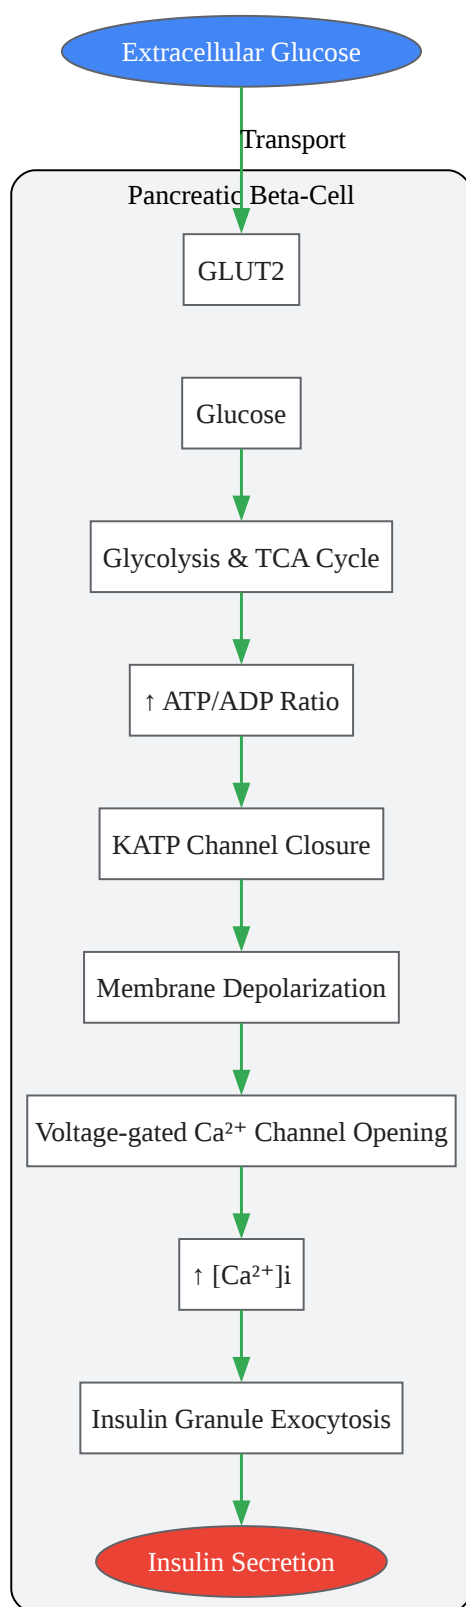 Extracellular Glucose
Transport
Pancreatic Beta-Cell
GLUT2
Glucose
Glycolysis & TCA Cycle
↑ ATP/ADP Ratio
KATP Channel Closure
Membrane Depolarization
Voltage-gated Ca²⁺ Channel Opening
↑ [Ca²⁺]i
Insulin Granule Exocytosis
Insulin Secretion